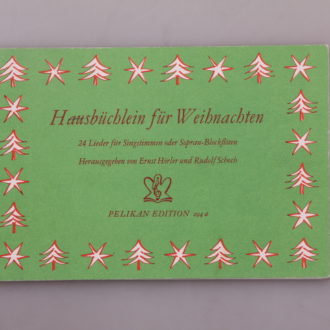 Hausbüchlein für Weihnachten
24 Lieder für Singstimmen oder Sopran-Blockflöten
Herausgegeben von Ernst Hörler und Rudolf Schoch
PELIKAN EDITION